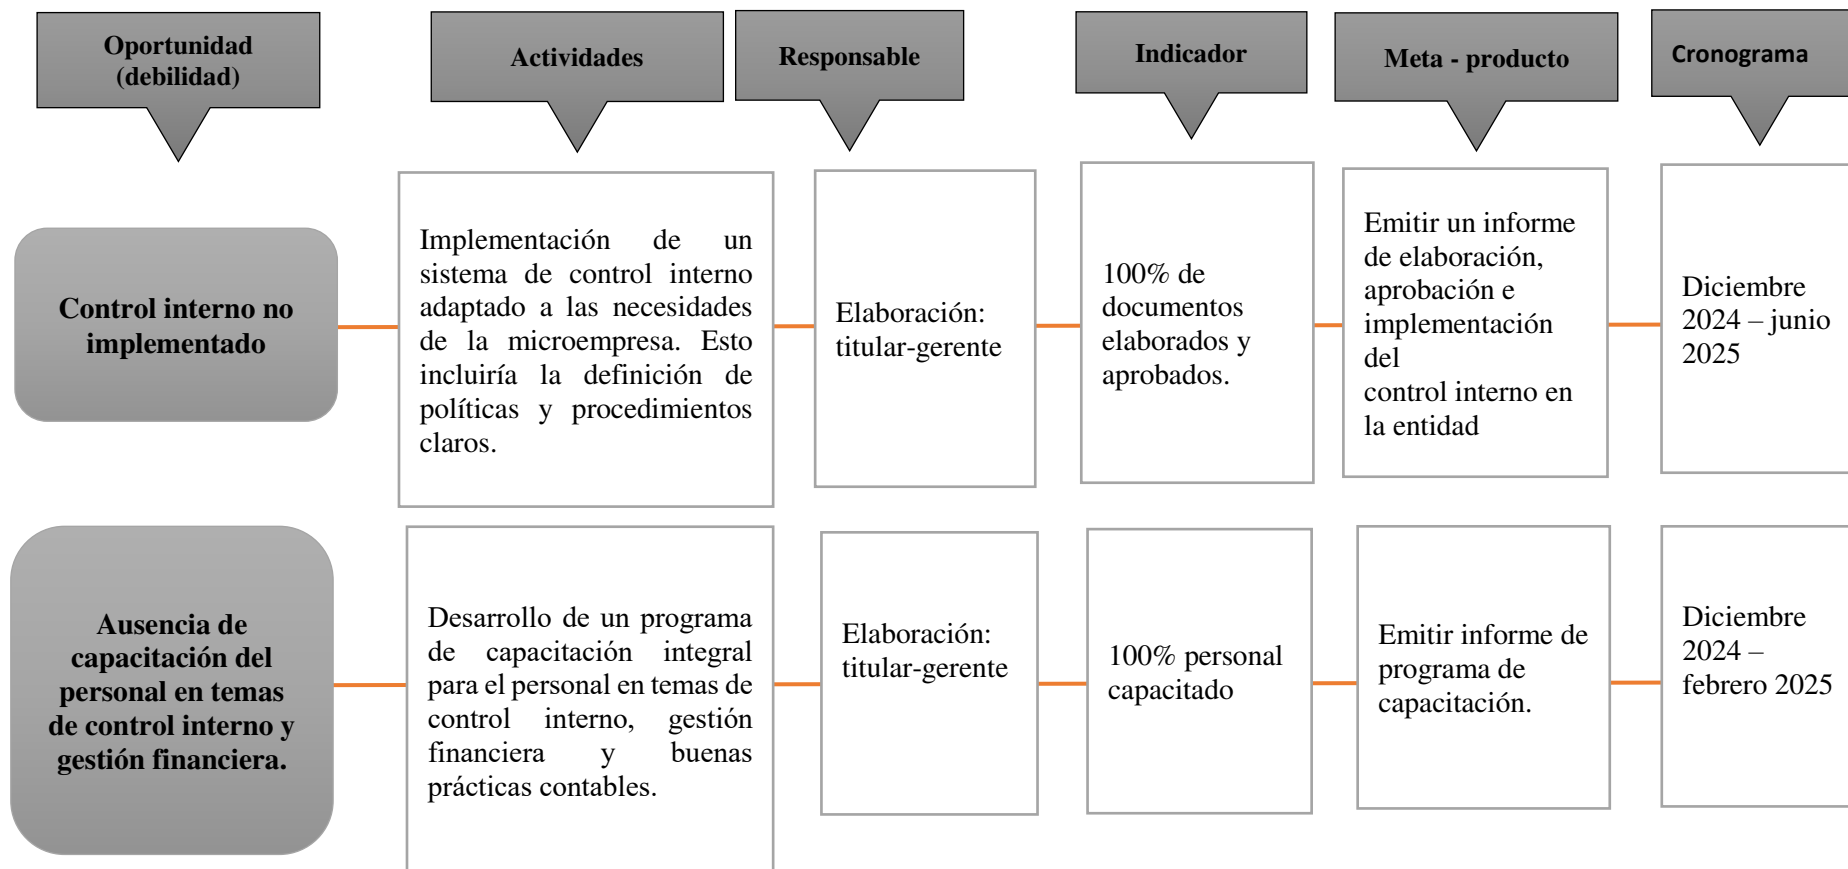 Oportunidad
(debilidad)
Actividades
Responsable
Indicador
Meta - producto
Cronograma
Control interno no
implementado
Implementación de un
sistema de control interno
adaptado a las necesidades
de la microempresa. Esto
incluiría la definición de
políticas y procedimientos
claros.
Elaboración:
titular-gerente
100% de
documentos
elaborados y
aprobados.
Emitir un informe
de elaboración,
aprobación e
implementación
del
control interno en
la entidad
Diciembre
2024 – junio
2025
Ausencia de
capacitación del
personal en temas
de control interno y
gestión financiera.
Desarrollo de un programa
de capacitación integral
para el personal en temas de
control interno, gestión
financiera y buenas
prácticas contables.
Elaboración:
titular-gerente
100% personal
capacitado
Emitir informe de
programa de
capacitación.
Diciembre
2024 –
febrero 2025